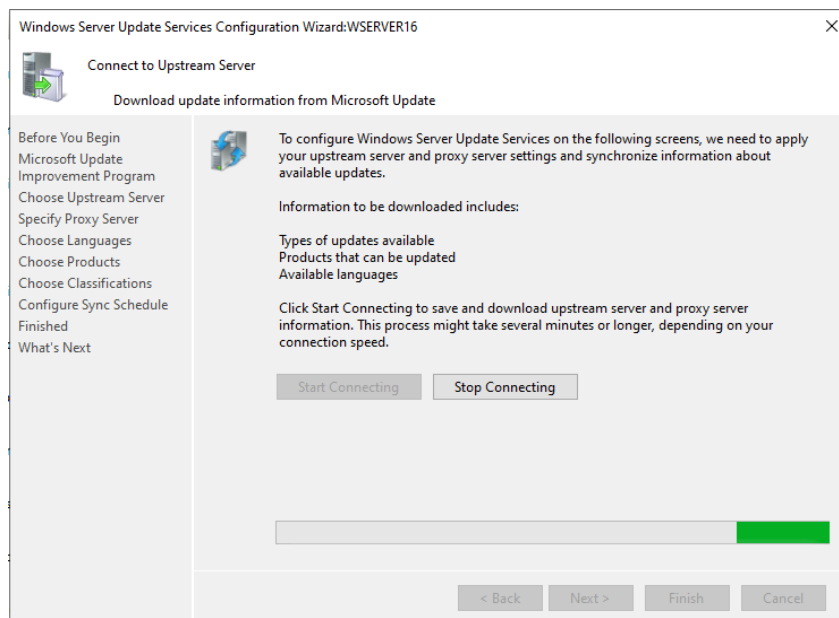 Windows Server Update Services Configuration Wizard:WSERVER16
Connect to Upstream Server
Download update information from Microsoft Update
Before You Begin
Microsoft Update
Improvement Program
Choose Upstream Server
Specify Proxy Server
Choose Languages
Choose Products
Choose Classifications
Configure Sync Schedule
Finished
What's Next
To configure Windows Server Update Services on the following screens, we need to apply
your upstream server and proxy server settings and synchronize information about
available updates.
Information to be downloaded includes:
Types of updates available
Products that can be updated
Available languages
Click Start Connecting to save and download upstream server and proxy server
information. This process might take several minutes or longer, depending on your
connection speed.
Start Connecting
Stop Connecting
< Back
Next >
Finish
Cancel